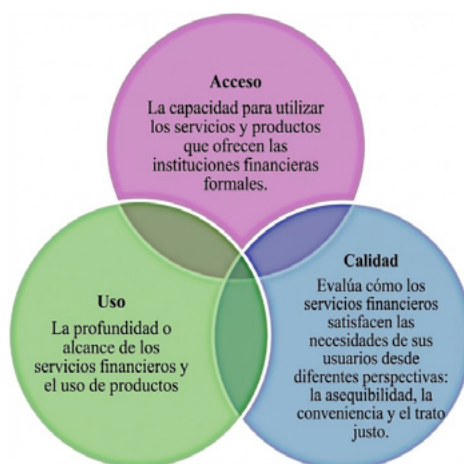 Acceso
La capacidad para utilizar
los servicios y productos
que ofrecen las
instituciones financieras
formales.
Uso
La profundidad o
alcance de los
servicios financieros y
el uso de productos
Calidad
Evalúa cómo los
servicios financieros
satisfacen las
necesidades de sus
usuarios desde
diferentes perspectivas:
la asequibilidad, la
conveniencia y el trato
justo.